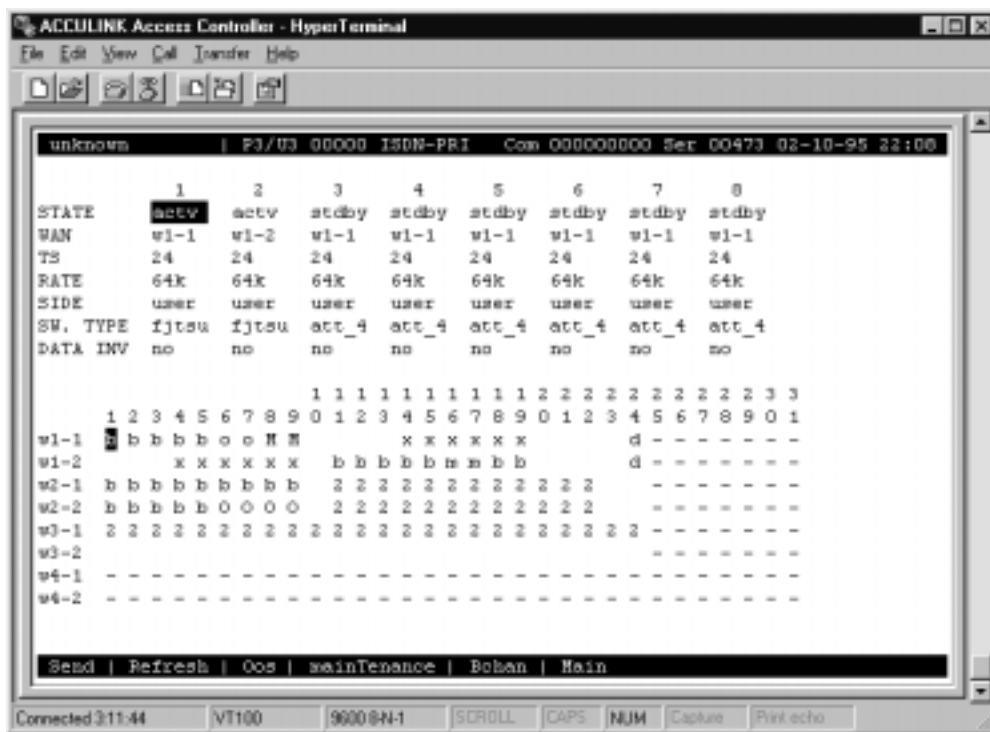 ACCULINK Access Controller - HyperTerminal
File Edit View Call Transfer Help
unknown | P3/U3 00000 ISDN-PRI Com 000000000 Ser 00473 02-10-95 22:08
1 2 3 4 5 6 7 8
STATE actv actv stdby stdby stdby stdby stdby stdby
WAN w1-1 w1-2 w1-1 w1-1 w1-1 w1-1 w1-1 w1-1
TS 24 24 24 24 24 24 24 24
RATE 64k 64k 64k 64k 64k 64k 64k 64k
SIDE user user user user user user user user
SW. TYPE fjtsu fjtsu att_4 att_4 att_4 att_4 att_4 att_4
DATA INV no no no no no no no no
1 1 1 1 1 1 1 1 1 1 2 2 2 2 2 2 2 2 2 2 3 3
1 2 3 4 5 6 7 8 9 0 1 2 3 4 5 6 7 8 9 0 1 2 3 4 5 6 7 8 9 0 1
w1-1 b b b b b o o M M x x x x x x d - - - - - - -
w1-2 x x x x x x b b b b b m m b b d - - - - - - -
w2-1 b b b b b b b b b 2 2 2 2 2 2 2 2 2 2 2 2 - - - - - - -
w2-2 b b b b b O O O O 2 2 2 2 2 2 2 2 2 2 2 2 - - - - - - -
w3-1 2 2 2 2 2 2 2 2 2 2 2 2 2 2 2 2 2 2 2 2 2 2 2 2 - - - - - - -
w3-2 - - - - - - -
w4-1 - - - - - - - - - - - - - - - - - - - - - - - - - - - - - - -
w4-2 - - - - - - - - - - - - - - - - - - - - - - - - - - - - - - -
Send | Refresh | Oos | mainTenance | Bchan | Main
Connected 3:11:44 VT100 9600 8-N-1 SCROLL CAPS NUM Capture Print echo